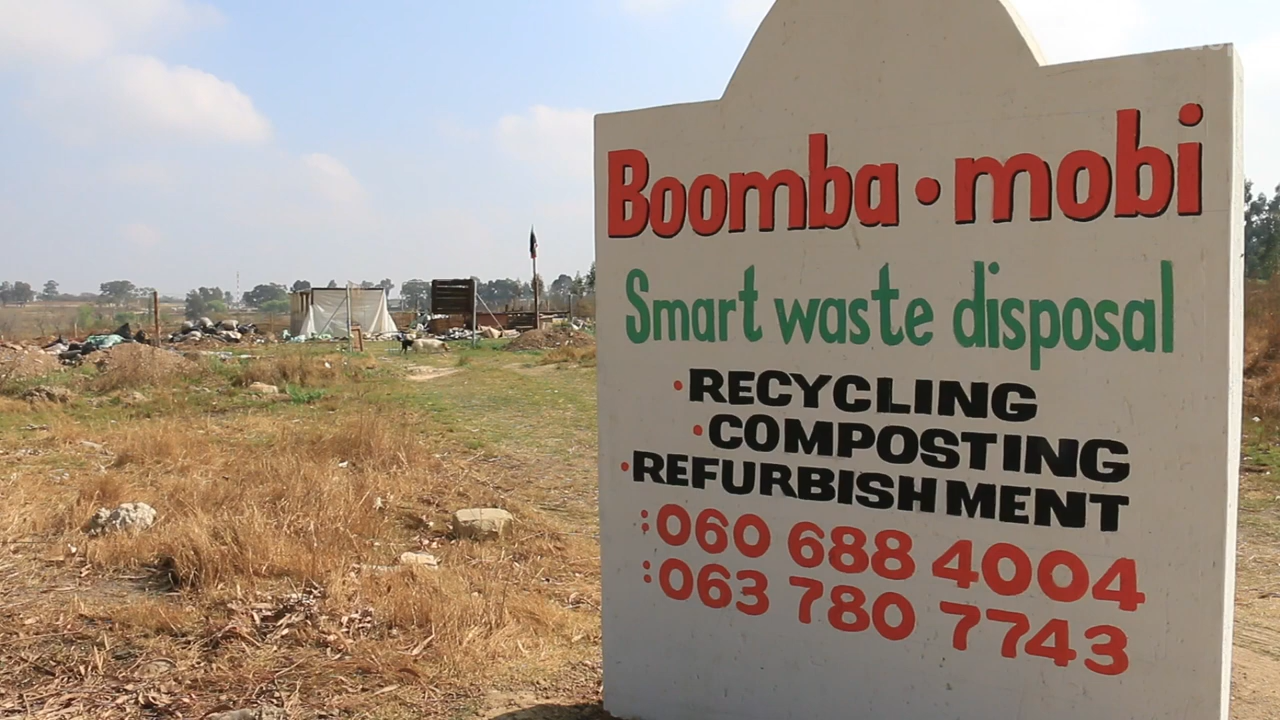 Boomba•mobi
Smart waste disposal
•RECYCLING
•COMPOSTING
•REFURBISHMENT
:060 688 4004
:063 780 7743